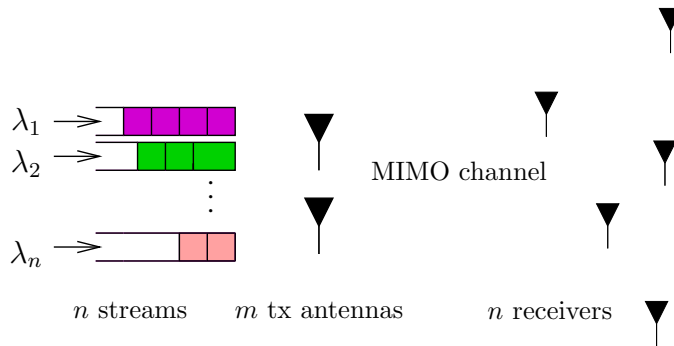 λ1
λ2
MIMO channel
λn
n streams
m tx antennas
n receivers